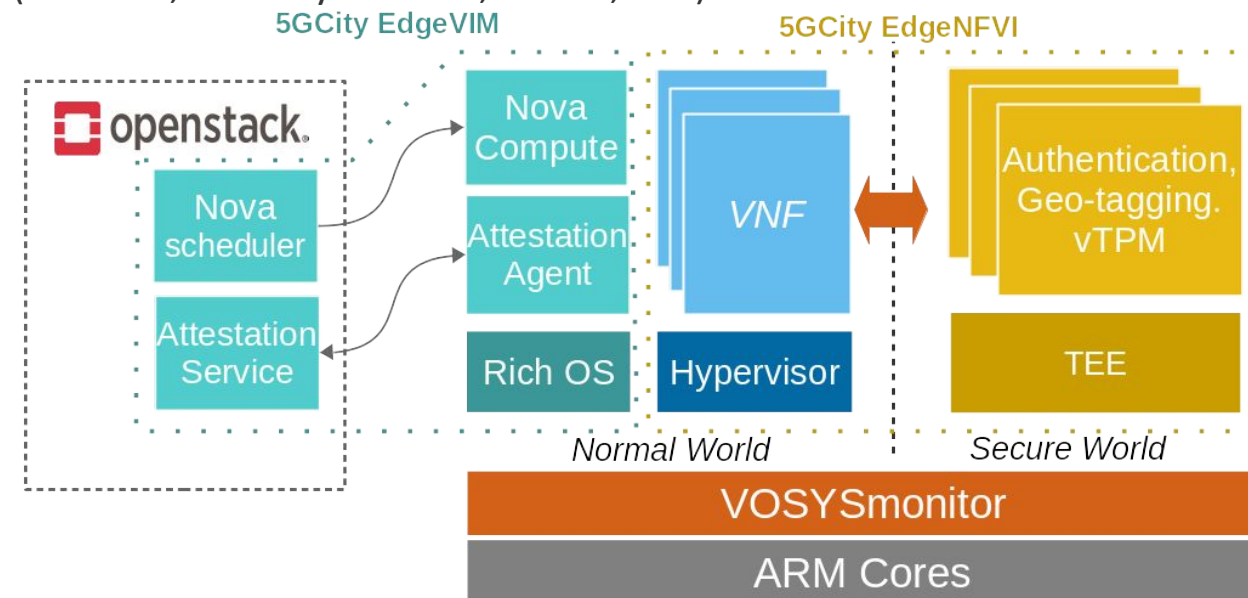 5GCity EdgeVIM
5GCity EdgeNFVI
openstack.
Nova
scheduler
Attestation
Service
Nova
Compute
Attestation
Agent
Rich OS
VNF
Hypervisor
Authentication,
Geo-tagging.
vTPM
TEE
Normal World
Secure World
VOSYSmonitor
ARM Cores